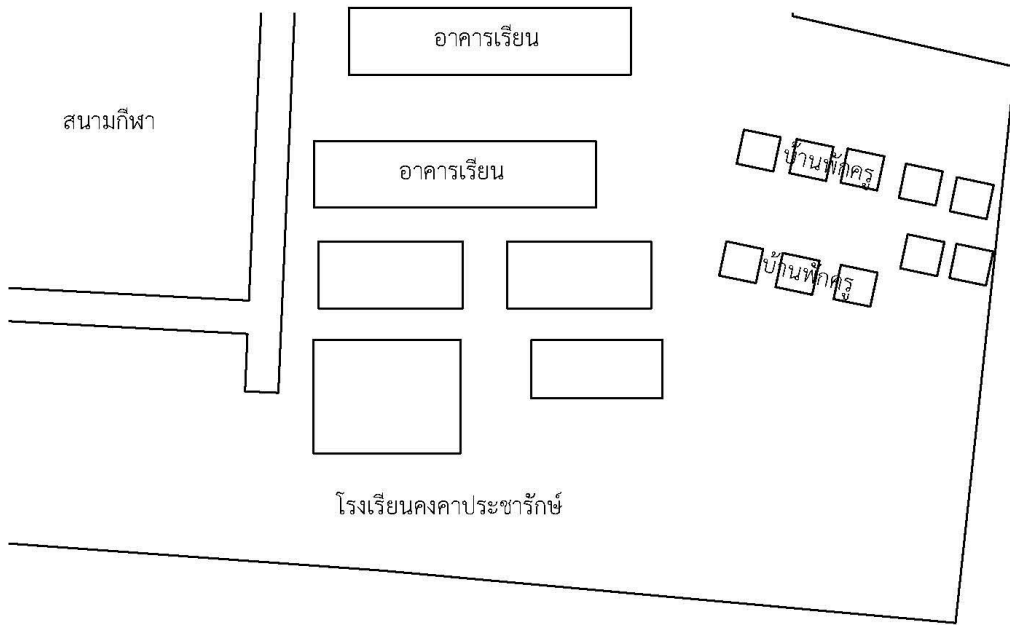 อาคารเรียน
สนามกีฬา
อาคารเรียน
บ้านพักครู
บ้านพักครู
โรงเรียนคงคาประชารักษ์